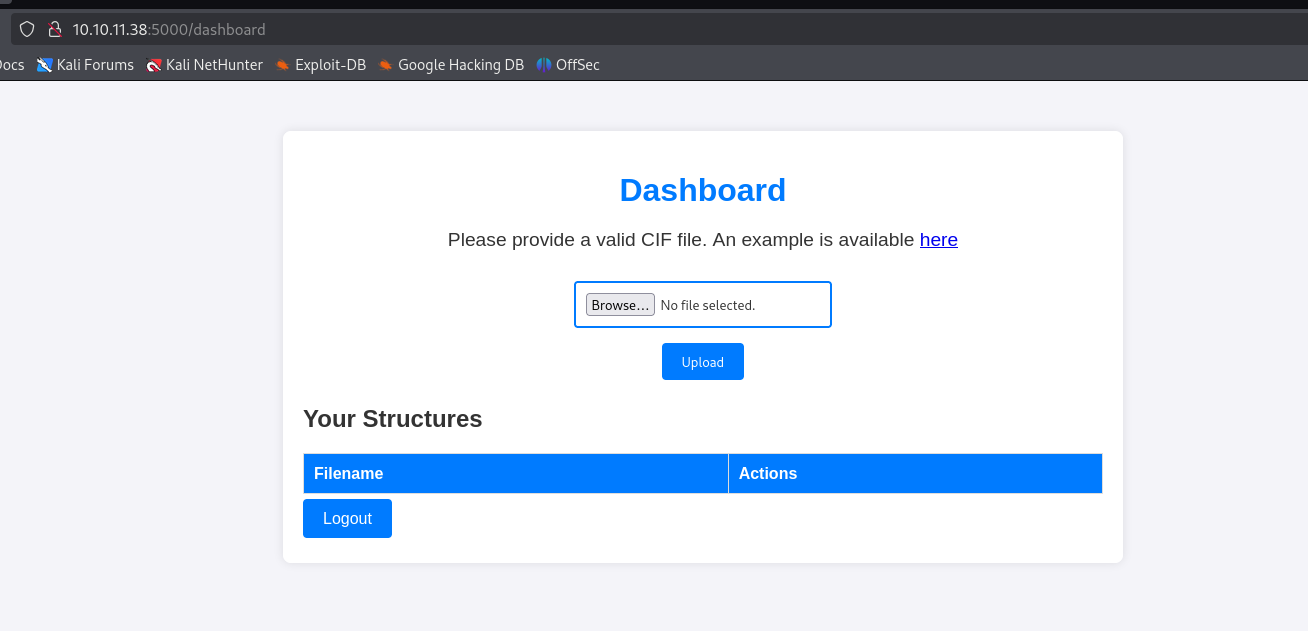 10.10.11.38:5000/dashboard
Docs Kali Forums Kali NetHunter Exploit-DB Google Hacking DB OffSec
Dashboard
Please provide a valid CIF file. An example is available here
Browse... No file selected.
Upload
Your Structures
Filename Actions
Logout